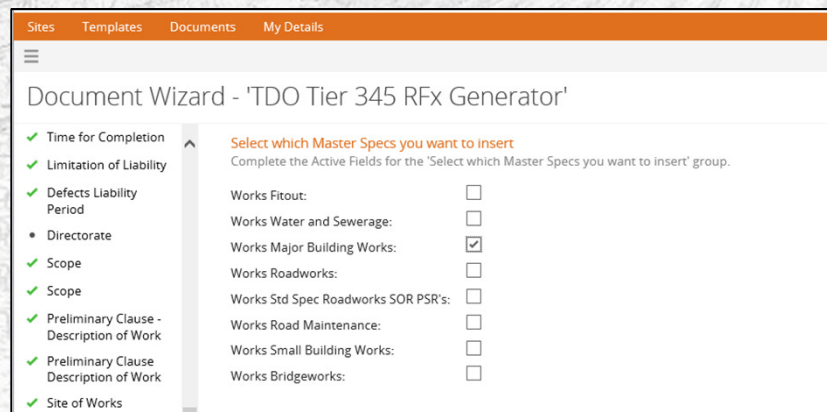 Sites Templates Documents My Details
Document Wizard - 'TDO Tier 345 RFx Generator'
Time for Completion
Limitation of Liability
Defects Liability
Period
Directorate
Scope
Scope
Preliminary Clause -
Description of Work
Preliminary Clause
Description of Work
Site of Works
Select which Master Specs you want to insert
Complete the Active Fields for the 'Select which Master Specs you want to insert' group.
Works Fitout:
Works Water and Sewerage:
Works Major Building Works:
Works Roadworks:
Works Std Spec Roadworks SOR PSR's:
Works Road Maintenance:
Works Small Building Works:
Works Bridgeworks: